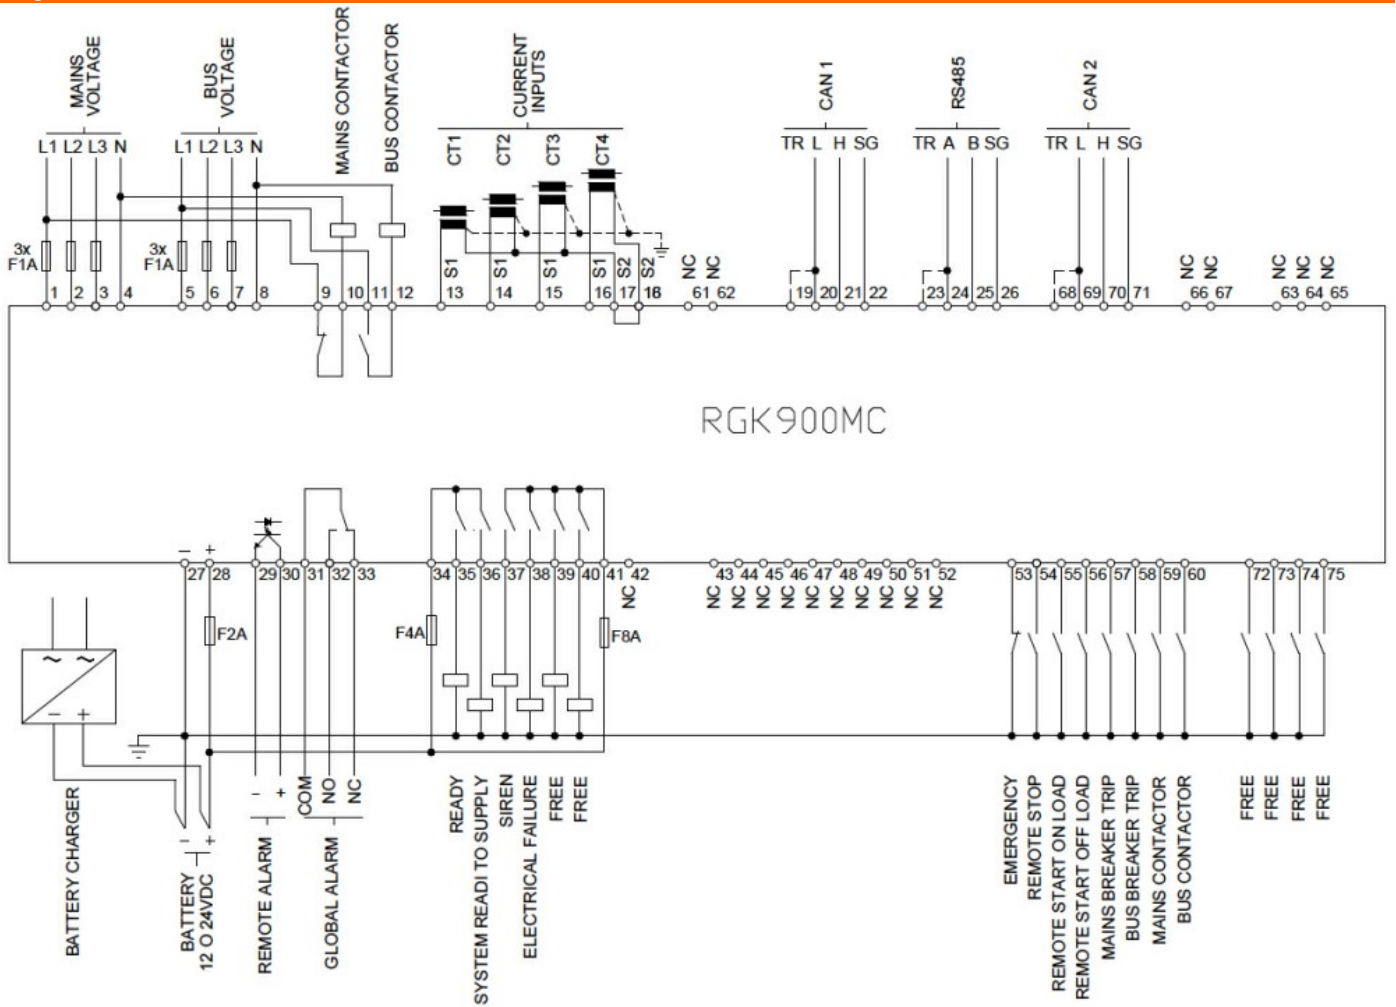 MAINS
VOLTAGE
BUS
VOLTAGE
MAINS CONTACTOR
BUS CONTACTOR
CURRENT
INPUTS
CAN 1
RS485
CAN 2
L1 L2 L3 N
L1 L2 L3 N
CT1
CT2
CT3
CT4
TR L H SG
TR A B SG
TR L H SG
3x
F1A
3x
F1A
S1
S1
S1
S1
S2
S2
NC
NC
NC
NC
NC
NC
NC
1 2 3 4 5 6 7 8 9 10 11 12 13 14 15 16 17 18 61 62 19 20 21 22 23 24 25 26 68 69 70 71 66 67 63 64 65
RGK900MC
− +
27 28 29 30 31 32 33 34 35 36 37 38 39 40 41 42 43 44 45 46 47 48 49 50 51 52 53 54 55 56 57 58 59 60 72 73 74 75
NC
NC
NC
NC
NC
NC
NC
NC
NC
NC
NC
F2A
F4A
F8A
~ ~
− +
− +
COM
NO
NC
− +
BATTERY CHARGER
BATTERY
12 O 24VDC
REMOTE ALARM
GLOBAL ALARM
READY
SYSTEM READI TO SUPPLY
SIREN
ELECTRICAL FAILURE
FREE
FREE
EMERGENCY
REMOTE STOP
REMOTE START ON LOAD
REMOTE START OFF LOAD
MAINS BREAKER TRIP
BUS BREAKER TRIP
MAINS CONTACTOR
BUS CONTACTOR
FREE
FREE
FREE
FREE